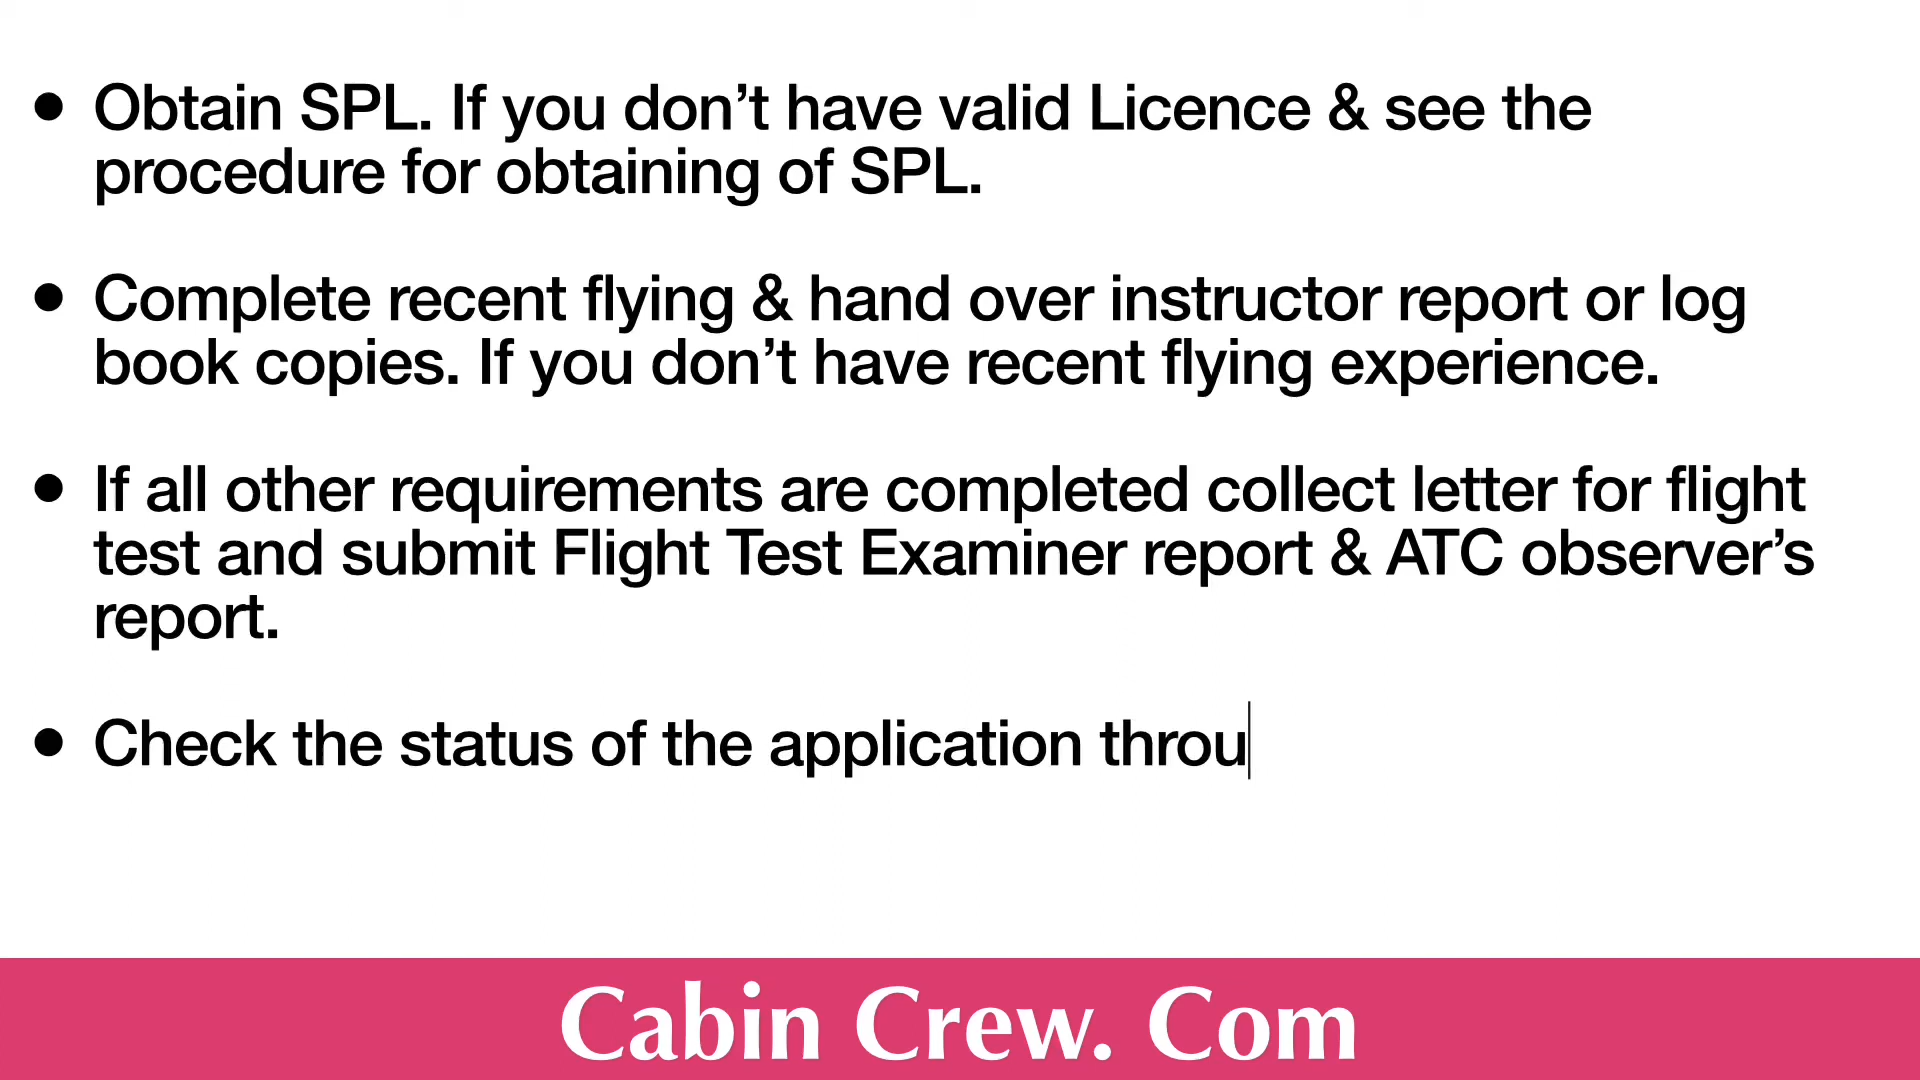 • Obtain SPL. If you don’t have valid Licence & see the
procedure for obtaining of SPL.
• Complete recent flying & hand over instructor report or log
book copies. If you don’t have recent flying experience.
• If all other requirements are completed collect letter for flight
test and submit Flight Test Examiner report & ATC observer’s
report.
• Check the status of the application throu
Cabin Crew. Com